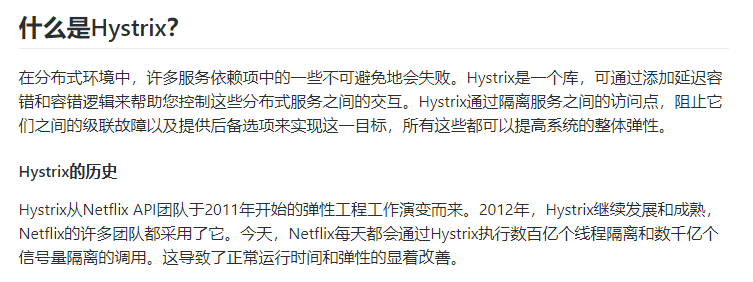 什么是Hystrix?
在分布式环境中，许多服务依赖项中的一些不可避免地会失败。Hystrix是一个库，可通过添加延迟容
错和容错逻辑来帮助您控制这些分布式服务之间的交互。Hystrix通过隔离服务之间的访问点，阻止它
们之间的级联故障以及提供后备选项来实现这一目标，所有这些都可以提高系统的整体弹性。
Hystrix的历史
Hystrix从Netflix API团队于2011年开始的弹性工程工作演变而来。2012年，Hystrix继续发展和成熟，
Netflix的许多团队都采用了它。今天，Netflix每天都会通过Hystrix执行数百亿个线程隔离和数千亿个
信号量隔离的调用。这导致了正常运行时间和弹性的显着改善。